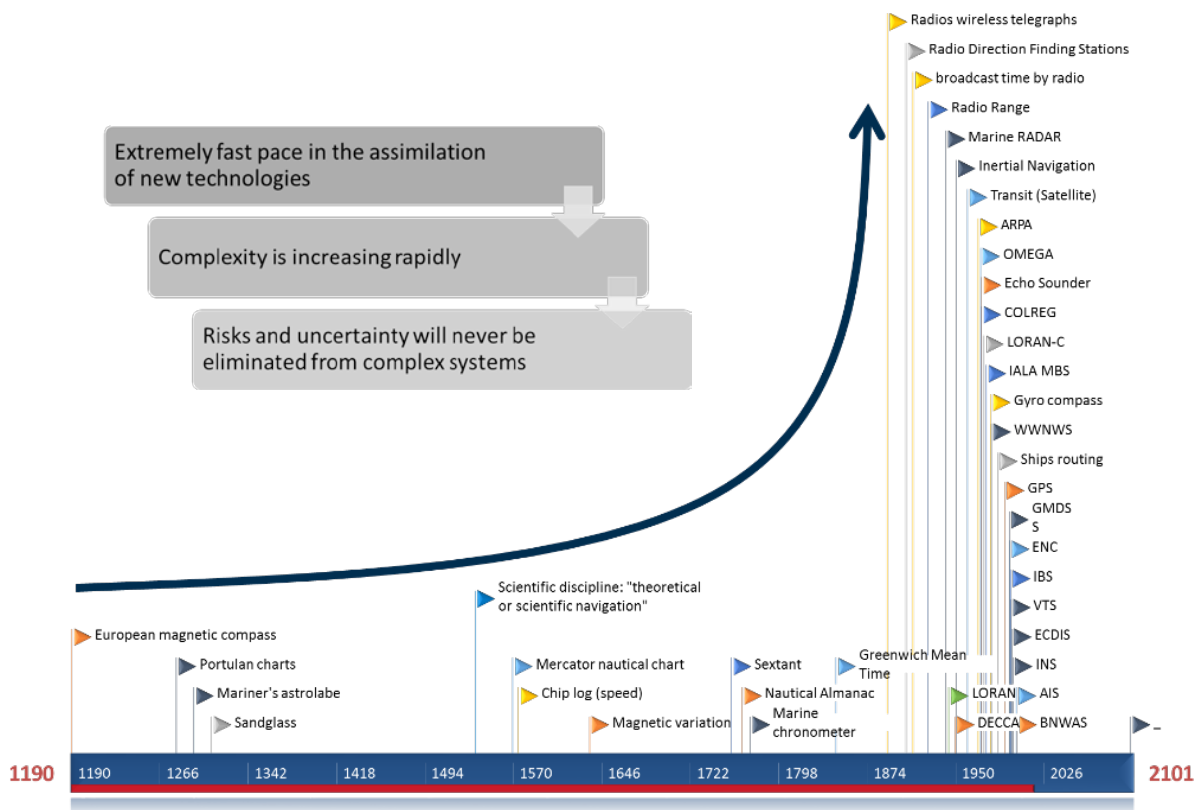 Radios wireless telegraphs
Radio Direction Finding Stations
broadcast time by radio
Radio Range
Marine RADAR
Inertial Navigation
Transit (Satellite)
ARPA
OMEGA
Echo Sounder
COLREG
LORAN-C
IALA MBS
Gyro compass
WWNWS
Ships routing
GPS
GMDS
S
ENC
IBS
VTS
ECDIS
INS
AIS
BNWAS
Extremely fast pace in the assimilation
of new technologies
Complexity is increasing rapidly
Risks and uncertainty will never be
eliminated from complex systems
Scientific discipline: "theoretical
or scientific navigation"
European magnetic compass
Portulan charts
Mariner's astrolabe
Sandglass
Mercator nautical chart
Chip log (speed)
Magnetic variation
Sextant
Nautical Almanac
Marine
chronometer
Greenwich Mean
Time
LORAN
DECCA
_
1190
1190
1266
1342
1418
1494
1570
1646
1722
1798
1874
1950
2026
2101